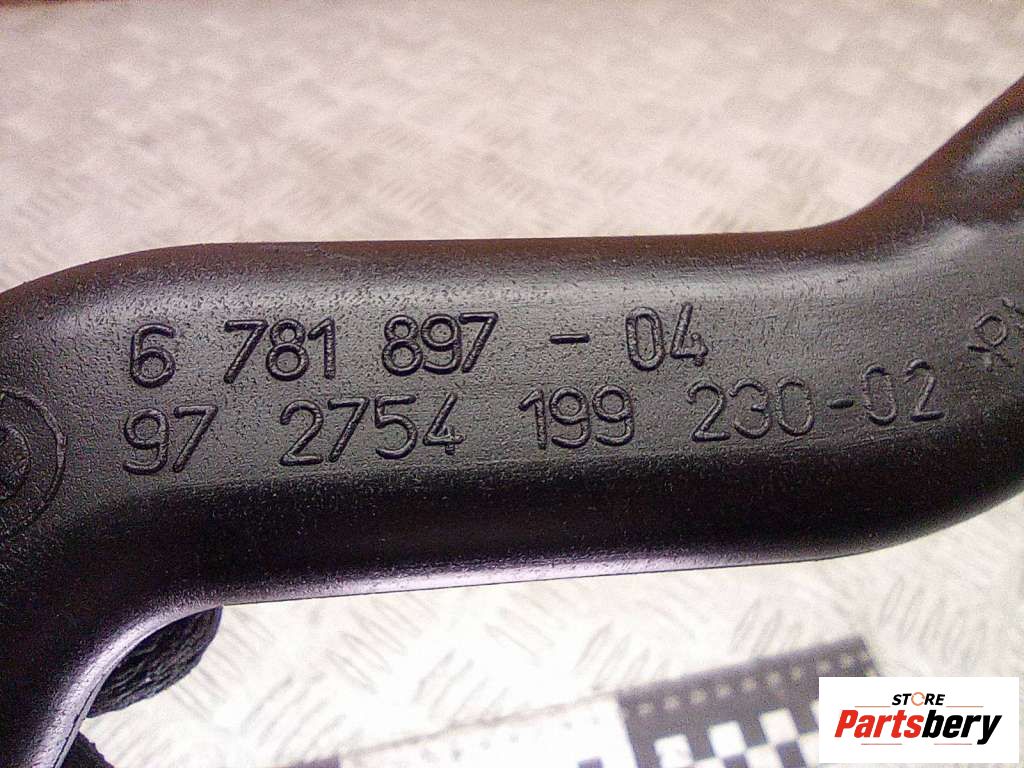 6 781 897 - 04
97 2754 199 230-02
STORE
Partsbery